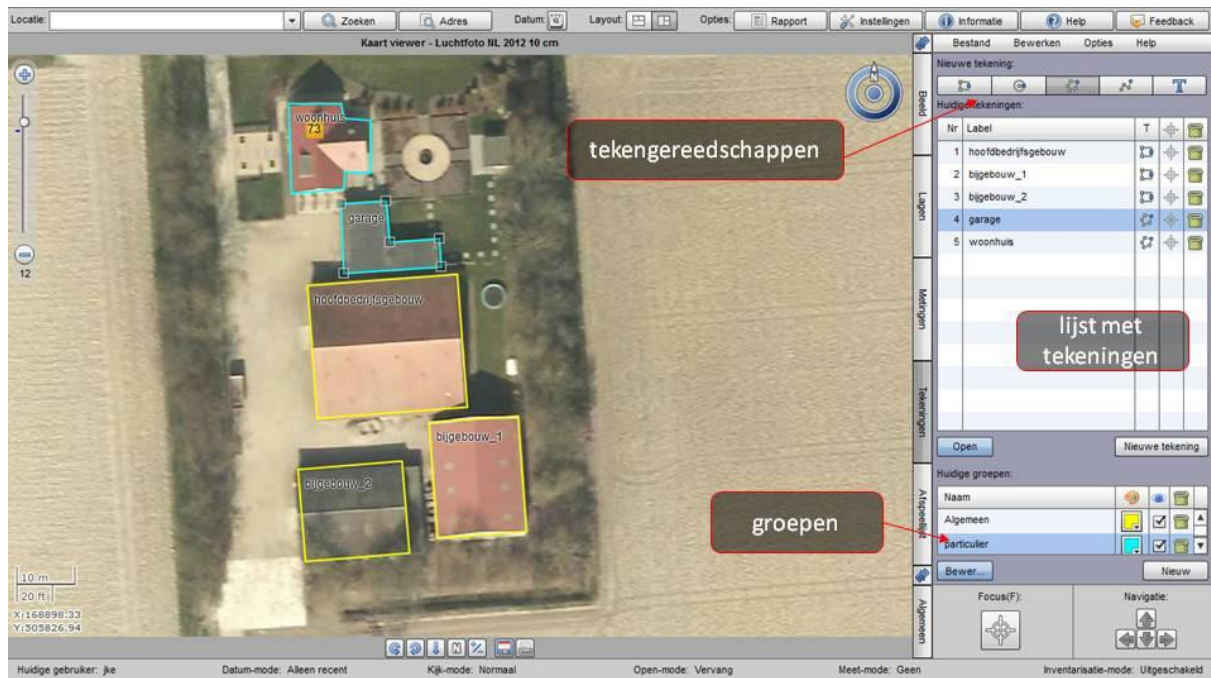 Locatie: Zoeken Adres Datum: Layout: Opties: Rapport Instellingen Informatie Help Feedback
Kaart viewer - Luchtfoto NL 2012 10 cm
Bestand Bewerken Opties Help
Nieuwe tekening:
T
Huidige tekeningen:
Nr Label T
1 hoofdbedrijfsgebouw
2 bijgebouw_1
3 bijgebouw_2
4 garage
5 woonhuis
lijst met
tekeningen
Open Nieuwe tekening
Huidige groepen:
Naam
Algemeen
particulier
Bewer... Nieuw
Focus(F): Navigatie:
Beeld
Lagen
Metingen
Tekeningen
Afspeellijst
Algemeen
tekengereedschappen
groepen
N
woonhuis
73
garage
hoofdbedrijfsgebouw
bijgebouw_1
bijgebouw_2
12
10 m
20 ft
X:168898.33
Y:505826.94
N
Huidige gebruiker: jke Datum-mode: Alleen recent Kijk-mode: Normaal Open-mode: Vervang Meet-mode: Geen Inventarisatie-mode: Uitgeschakeld